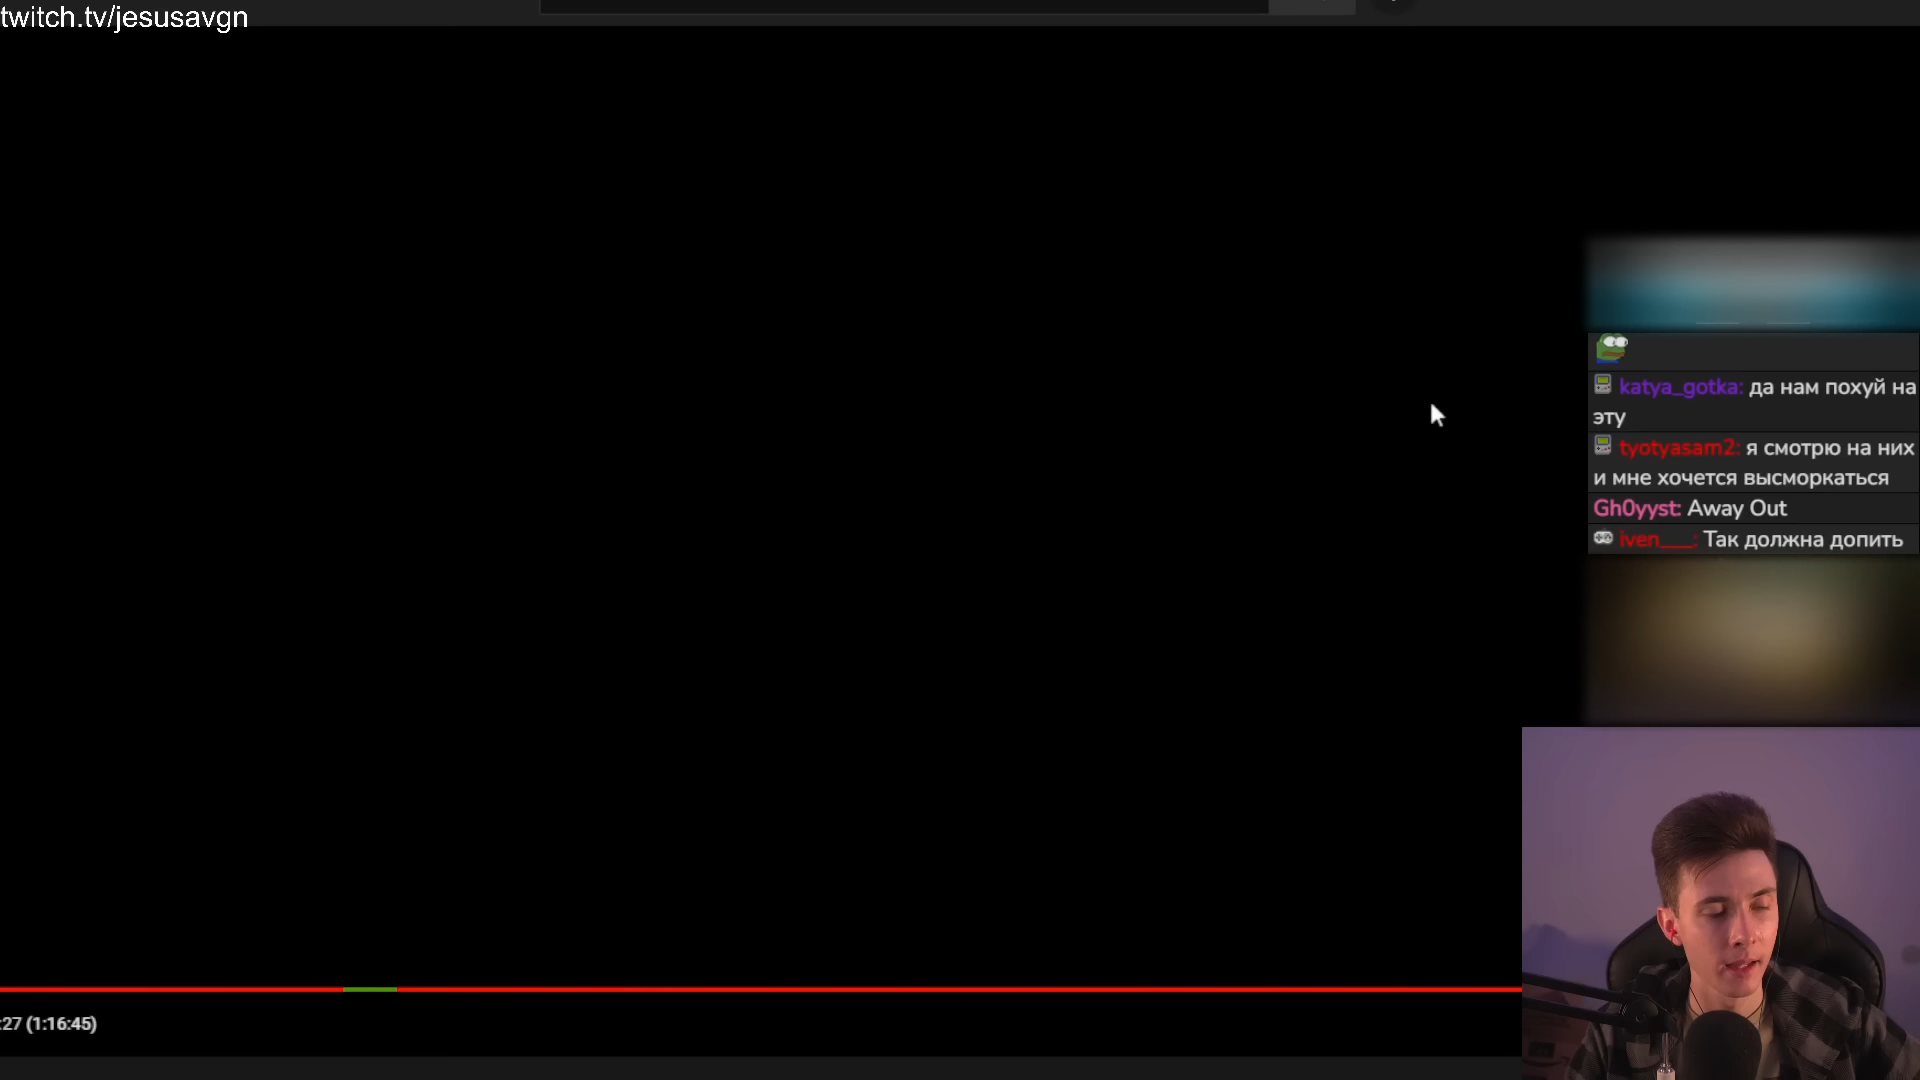 twitch.tv/jesusavgn
katya_gotka: да нам похуй на
эту
tyotyasam2: я смотрю на них
и мне хочется высморкаться
Gh0yyst: Away Out
iven___: Так должна допить
:27 (1:16:45)